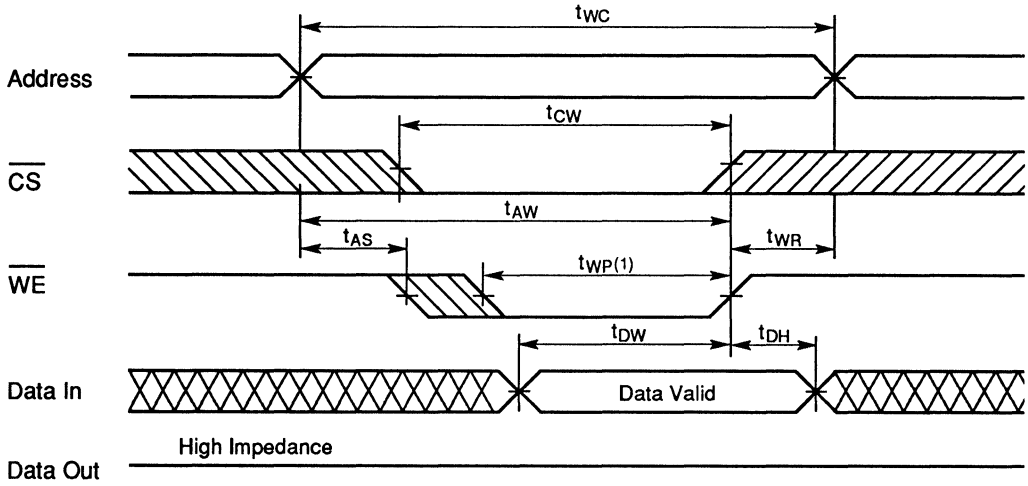 tWC
Address
tCW
CS
tAW
tAS
tWR
WE
tWP(1)
tDW
tDH
Data In
Data Valid
High Impedance
Data Out